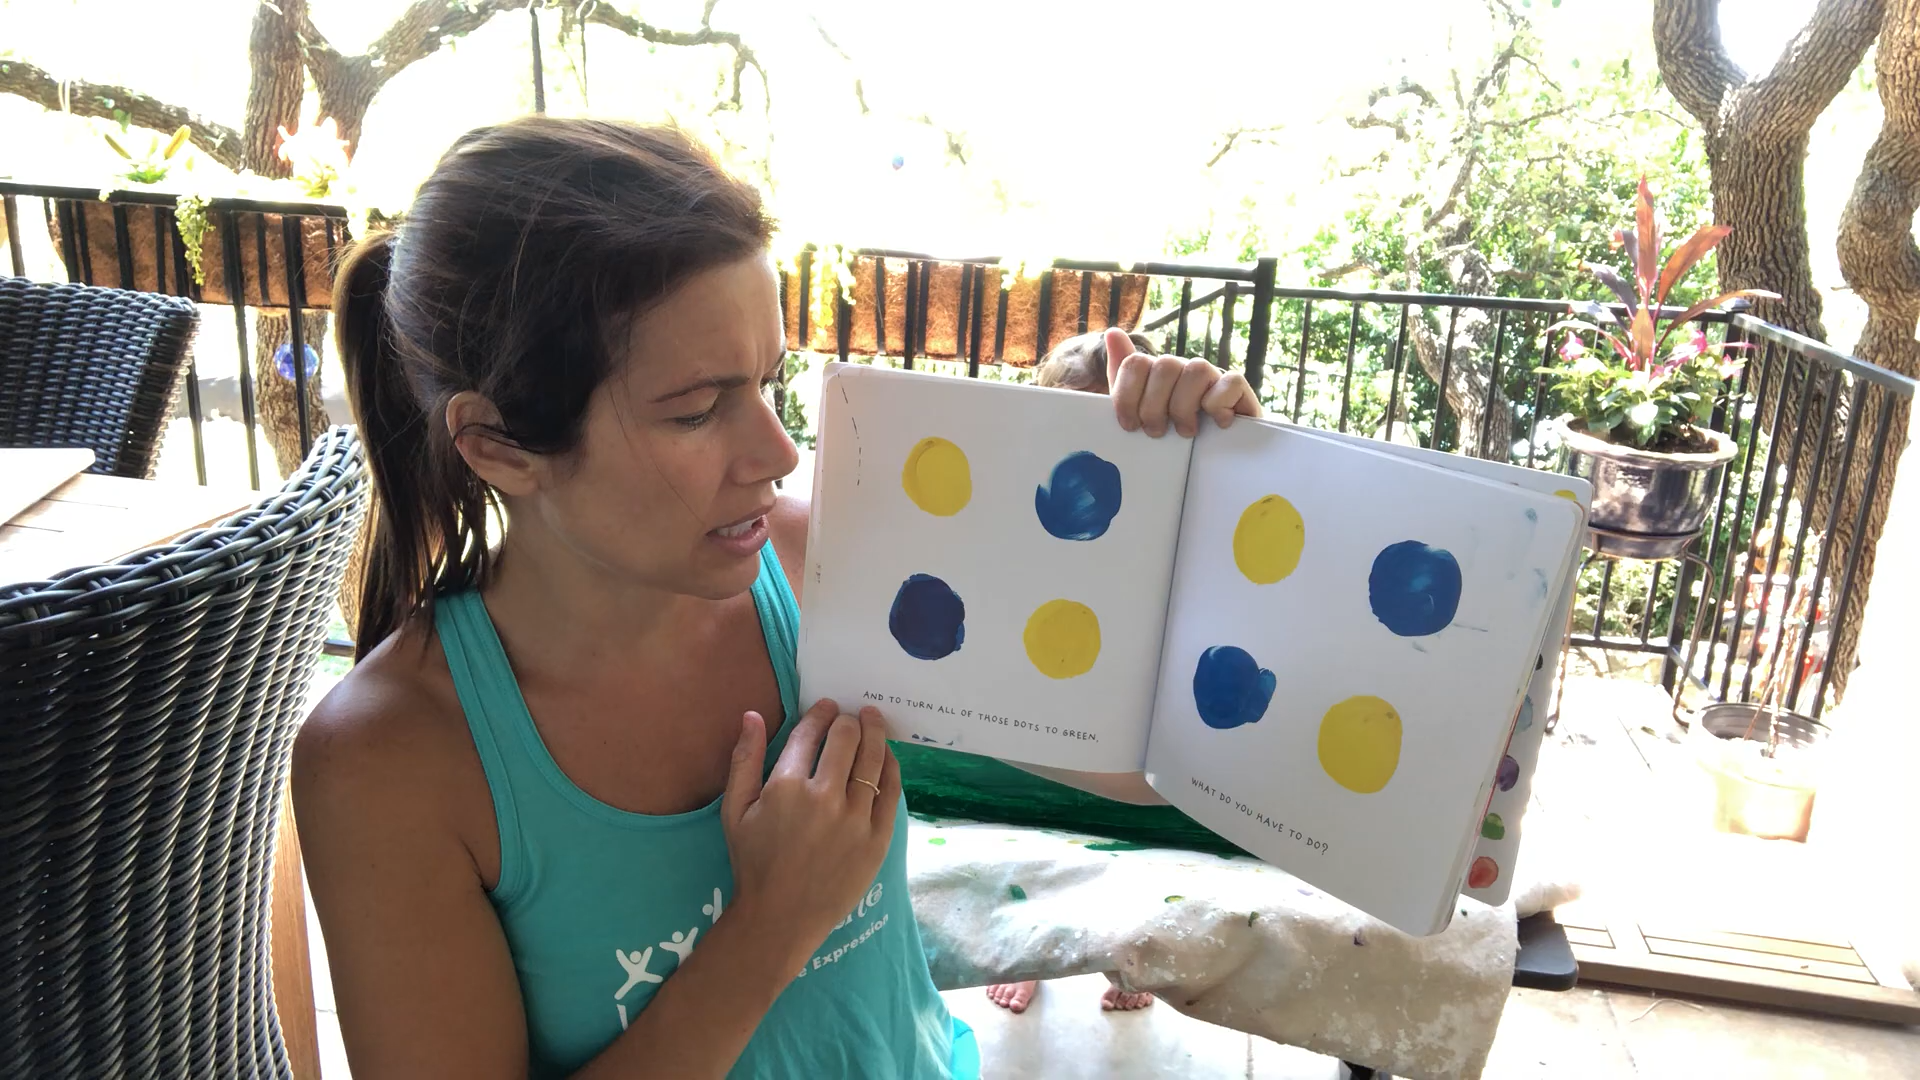 AND TO TURN ALL OF THOSE DOTS TO GREEN,
WHAT DO YOU HAVE TO DO?
Expression